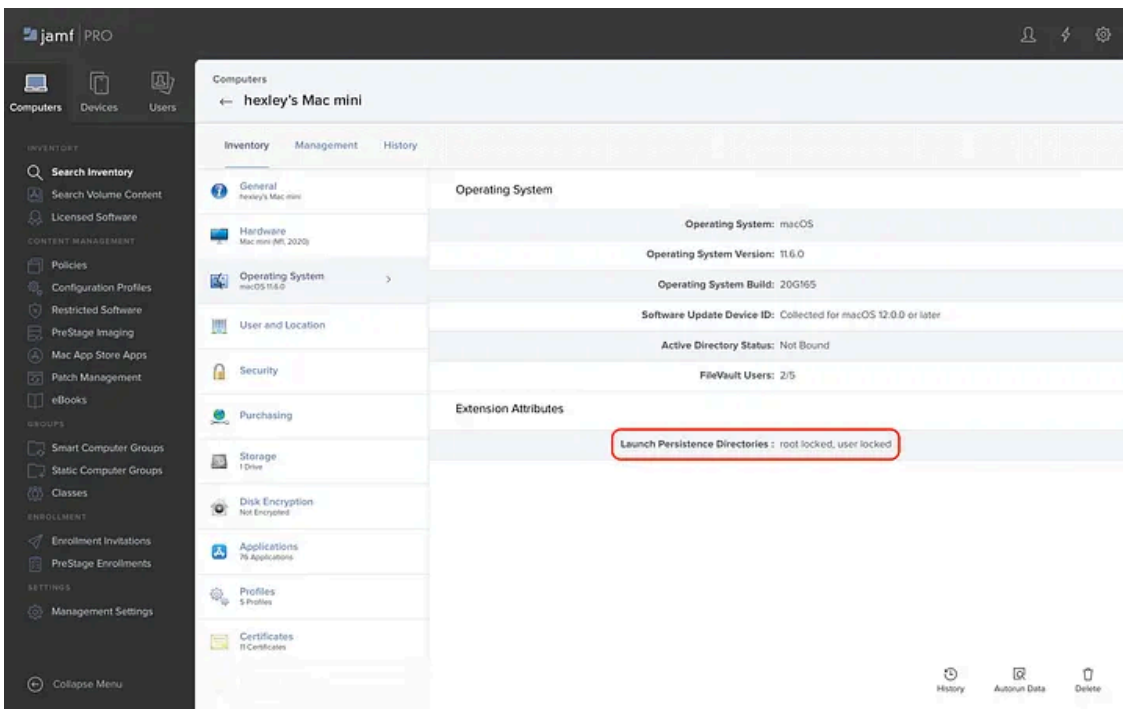 jamf PRO
Computers
Devices
Users
INVENTORY
Search Inventory
Search Volume Content
Licensed Software
CONTENT MANAGEMENT
Policies
Configuration Profiles
Restricted Software
PreStage Imaging
Mac App Store Apps
Patch Management
eBooks
GROUPS
Smart Computer Groups
Static Computer Groups
Classes
ENROLLMENT
Enrollment Invitations
PreStage Enrollments
SETTINGS
Management Settings
Collapse Menu
Computers
← hexley's Mac mini
Inventory Management History
General
hexley's Mac mini
Hardware
Mac mini (M1, 2020)
Operating System
macOS 11.6.0
User and Location
Security
Purchasing
Storage
1 Drive
Disk Encryption
Not Encrypted
Applications
76 Applications
Profiles
5 Profiles
Certificates
11 Certificates
Operating System
Operating System: macOS
Operating System Version: 11.6.0
Operating System Build: 20G165
Software Update Device ID: Collected for macOS 12.0.0 or later
Active Directory Status: Not Bound
FileVault Users: 2/5
Extension Attributes
Launch Persistence Directories : root locked, user locked
History
Autorun Data
Delete